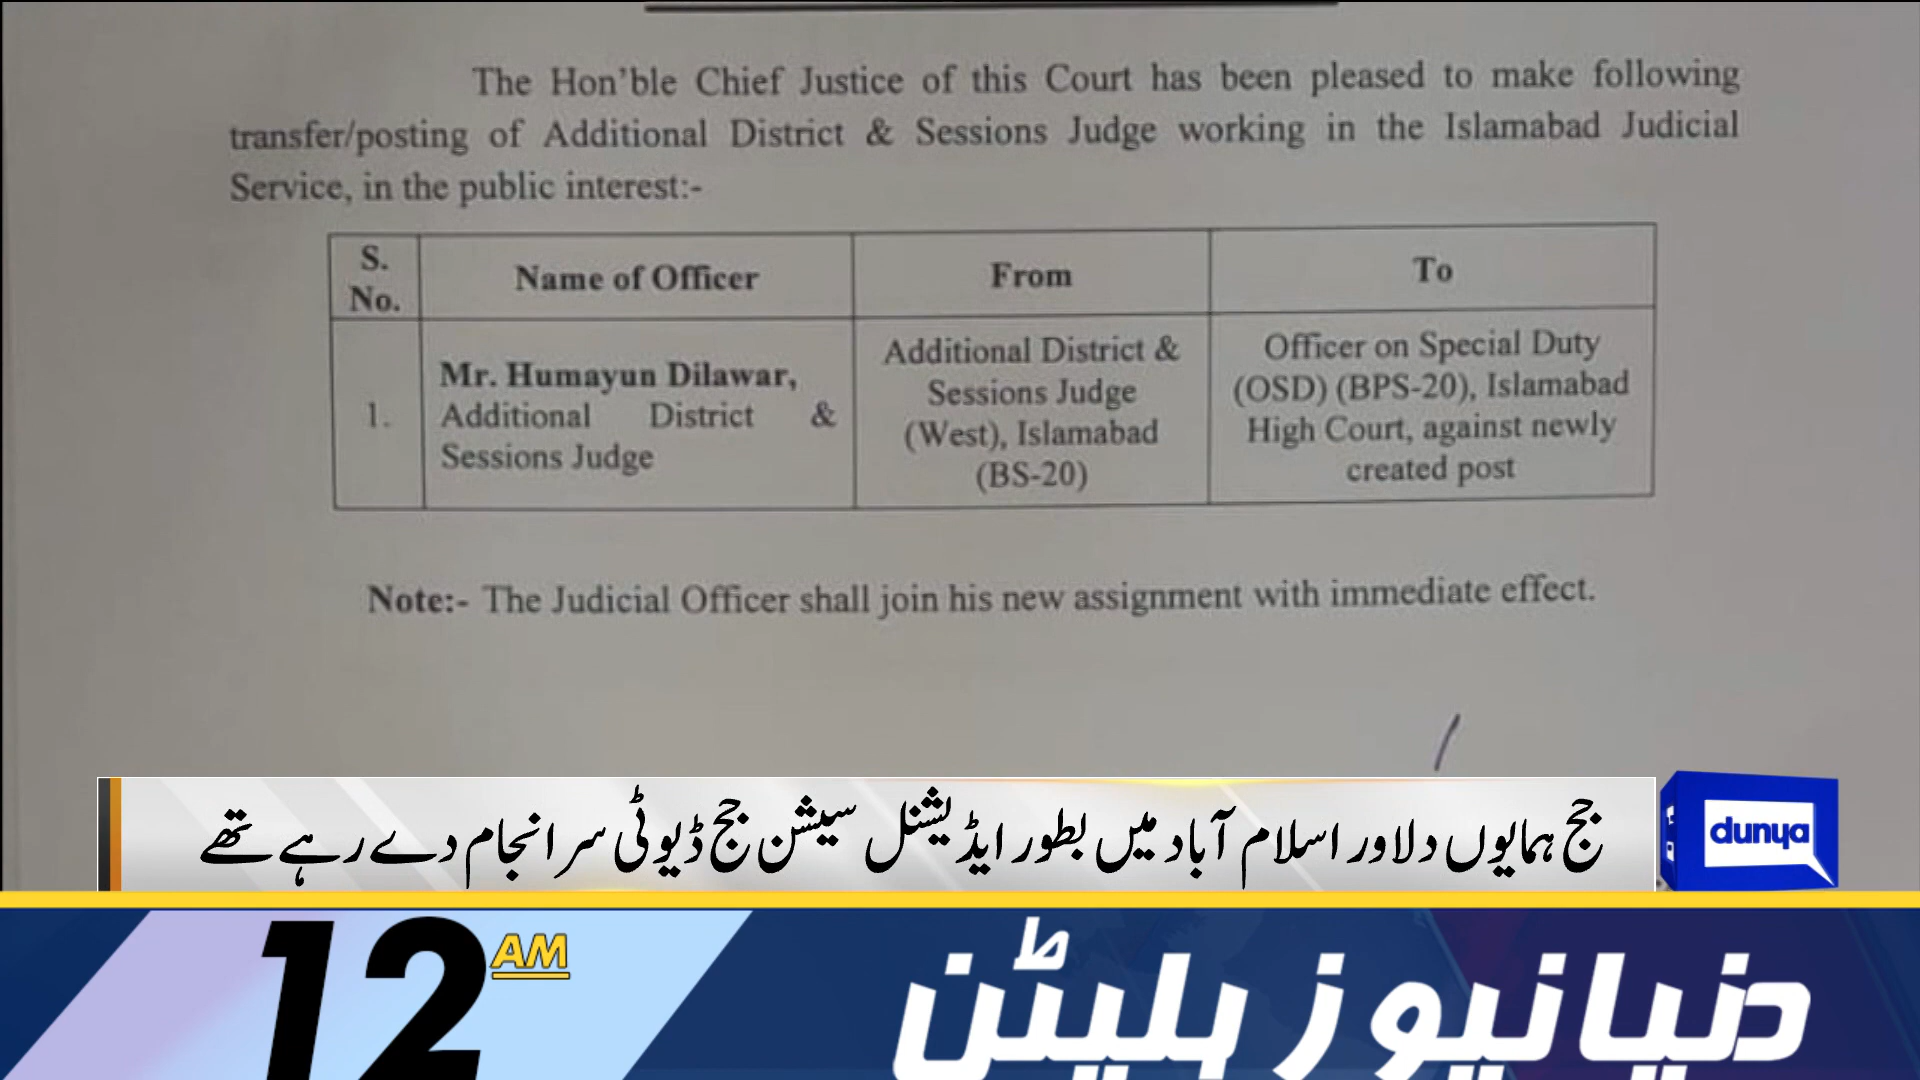 The Hon'ble Chief Justice of this Court has been pleased to make following
transfer/posting of Additional District & Sessions Judge working in the Islamabad Judicial
Service, in the public interest:-
S. No. Name of Officer From To
1.
Mr. Humayun Dilawar,
Additional District &
Sessions Judge
Additional District &
Sessions Judge
(West), Islamabad
(BS-20)
Officer on Special Duty
(OSD) (BPS-20), Islamabad
High Court, against newly
created post
Note:- The Judicial Officer shall join his new assignment with immediate effect.
جج ہمایوں دلاور اسلام آباد میں بطور ایڈیشنل سیشن جج ڈیوٹی سرانجام دے رہے تھے
dunya
12 AM
دنیا نیوز بلیٹن